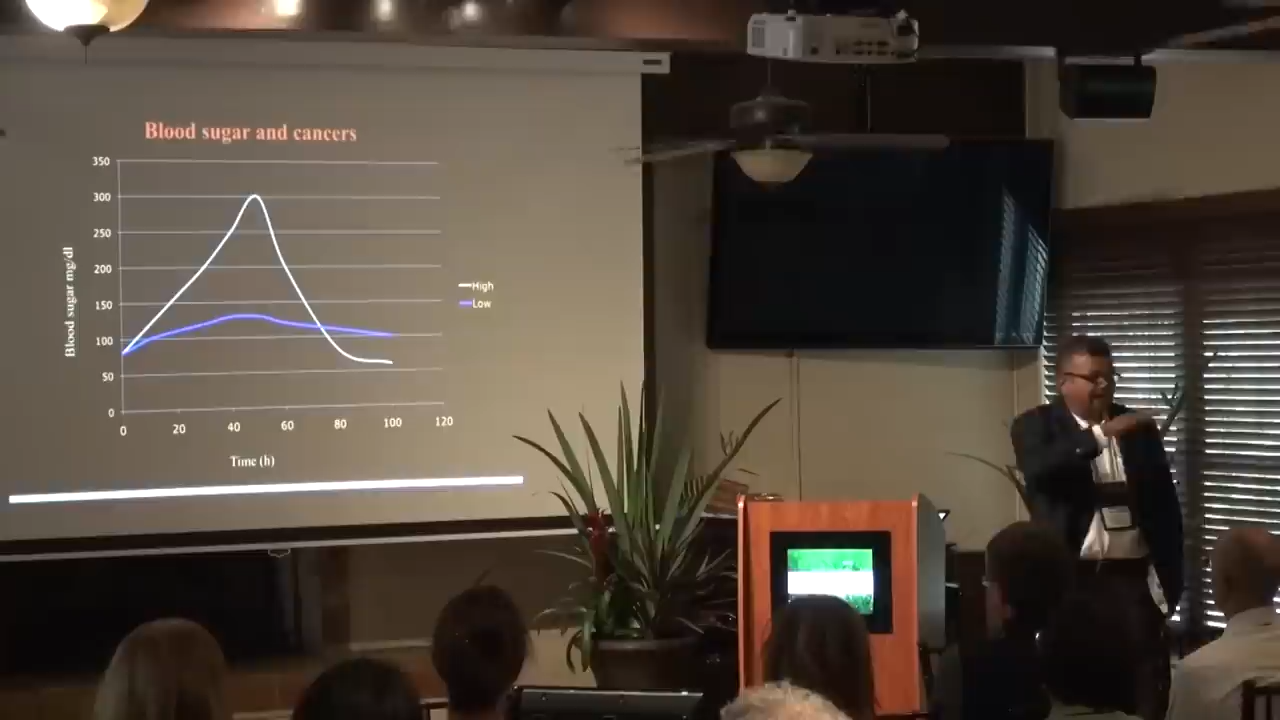 Blood sugar and cancers
350
300
250
200
150
100
50
0
Blood sugar mg/dl
0 20 40 60 80 100 120
Time (h)
High
Low